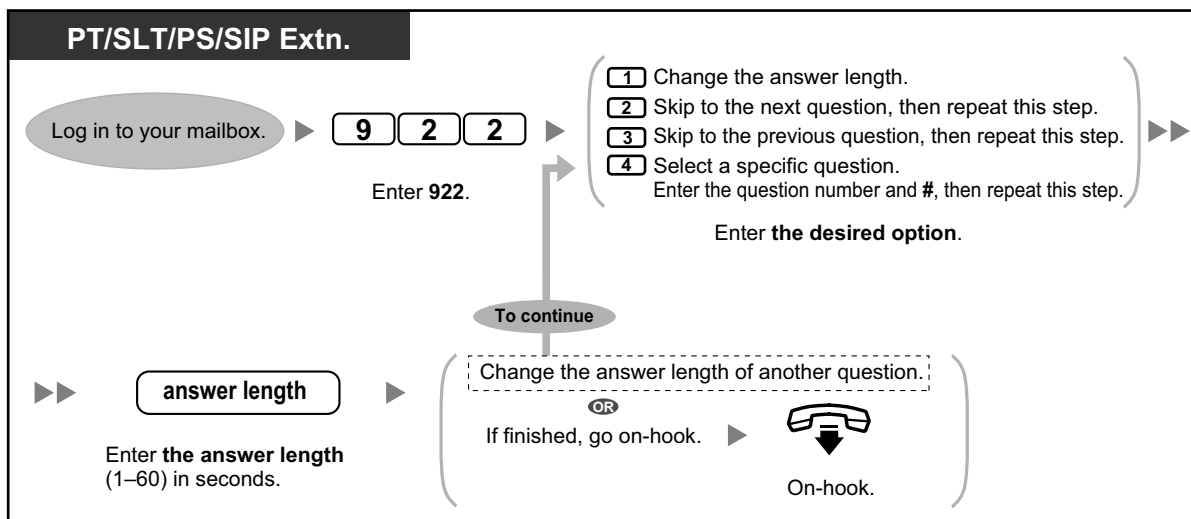 PT/SLT/PS/SIP Extn.
Log in to your mailbox.
9 2 2
Enter 922.
1 Change the answer length.
2 Skip to the next question, then repeat this step.
3 Skip to the previous question, then repeat this step.
4 Select a specific question.
Enter the question number and #, then repeat this step.
Enter the desired option.
To continue
answer length
Enter the answer length
(1–60) in seconds.
Change the answer length of another question.
OR
If finished, go on-hook.
On-hook.